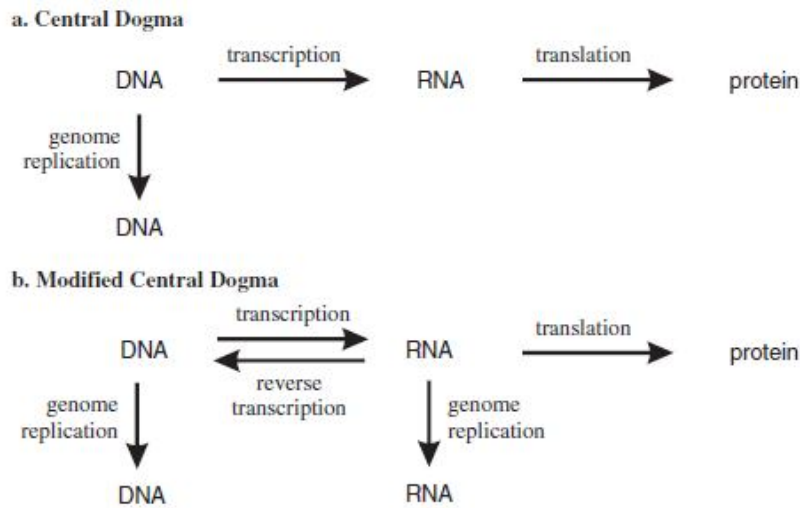 a. Central Dogma
transcription
translation
DNA
RNA
protein
genome
replication
DNA
b. Modified Central Dogma
transcription
translation
DNA
RNA
protein
reverse
transcription
genome
replication
genome
replication
DNA
RNA